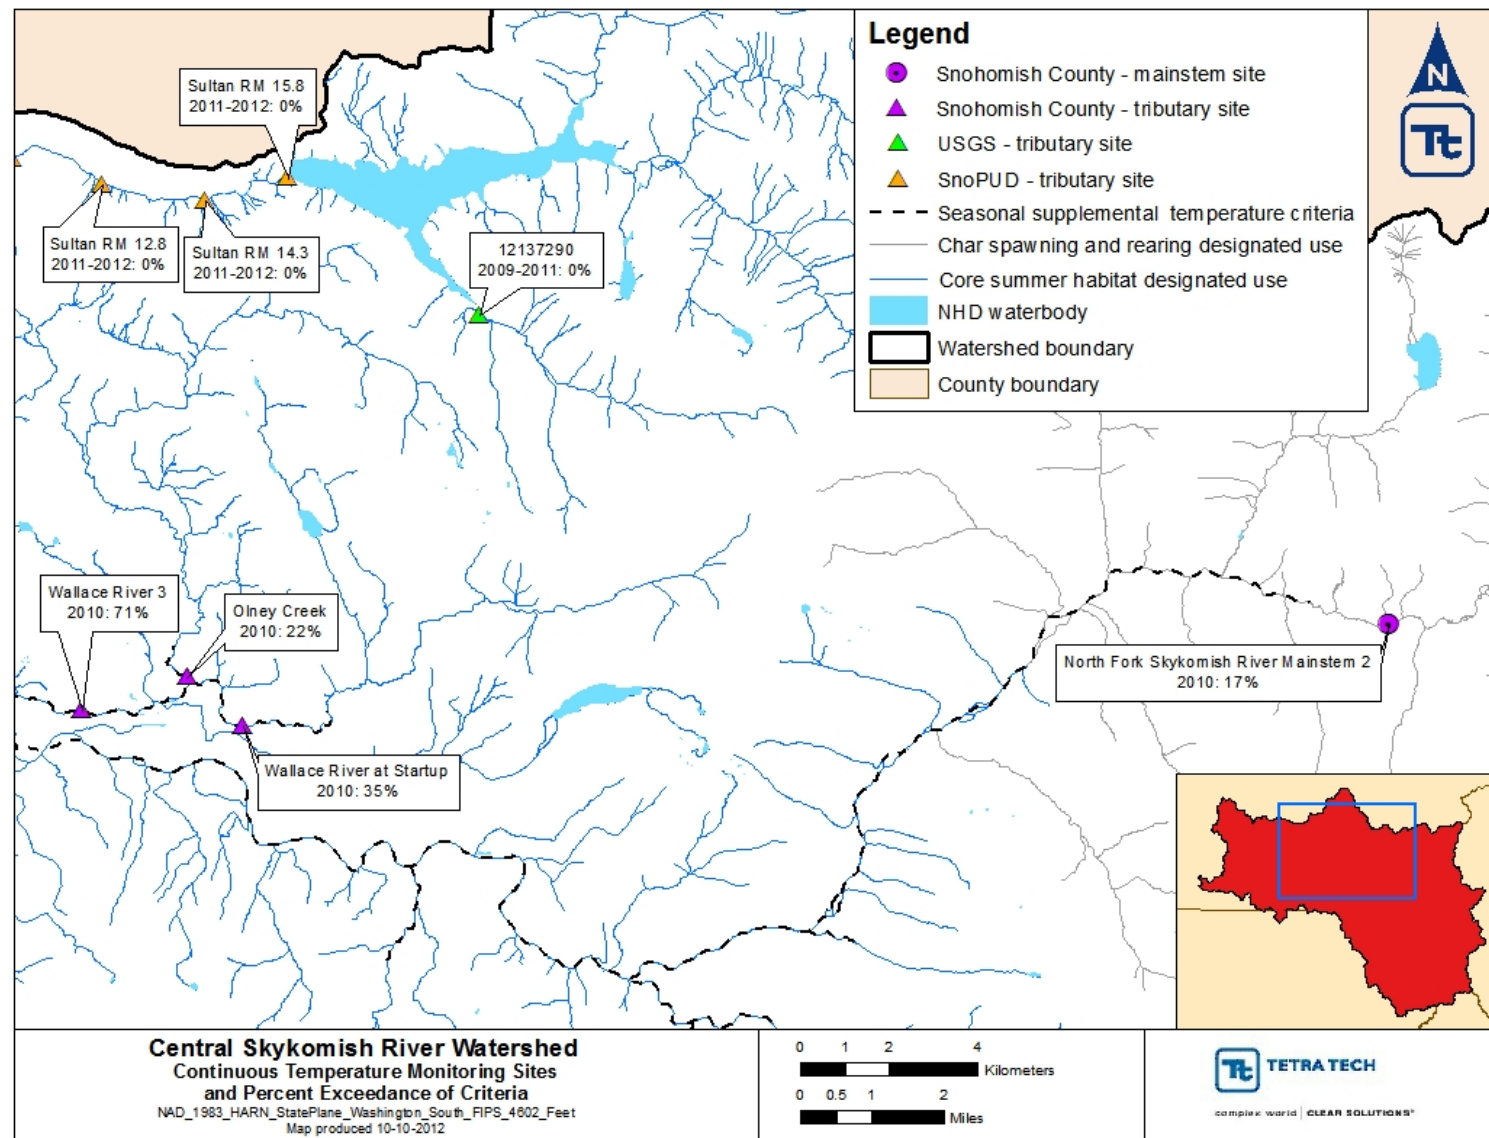 Legend
Snohomish County - mainstem site
Snohomish County - tributary site
USGS - tributary site
SnoPUD - tributary site
Seasonal supplemental temperature criteria
Char spawning and rearing designated use
Core summer habitat designated use
NHD waterbody
Watershed boundary
County boundary
N
Tt
Sultan RM 15.8
2011-2012: 0%
Sultan RM 12.8
2011-2012: 0%
Sultan RM 14.3
2011-2012: 0%
12137290
2009-2011: 0%
Wallace River 3
2010: 71%
Olney Creek
2010: 22%
North Fork Skykomish River Mainstem 2
2010: 17%
Wallace River at Startup
2010: 35%
Central Skykomish River Watershed
Continuous Temperature Monitoring Sites
and Percent Exceedance of Criteria
NAD_1983_HARN_StatePlane_Washington_South_FIPS_4602_Feet
Map produced 10-10-2012
0 1 2 4
Kilometers
0 0.5 1 2
Miles
Tt TETRA TECH
complex world | CLEAR SOLUTIONS™